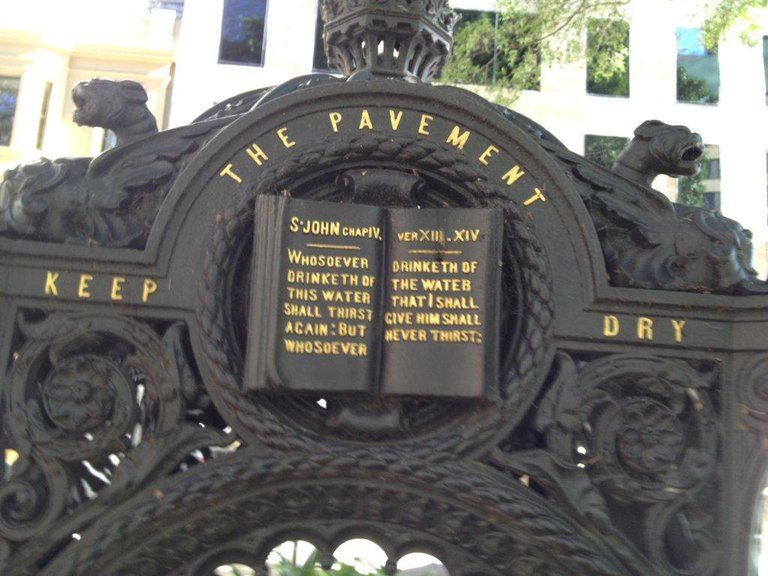 THE PAVEMENT
KEEP
DRY
ST JOHN CHAP IV.
WHOSOEVER
DRINKETH OF
THIS WATER
SHALL THIRST
AGAIN: BUT
WHOSOEVER
VER XIII. XIV.
DRINKETH OF
THE WATER
THAT I SHALL
GIVE HIM SHALL
NEVER THIRST: